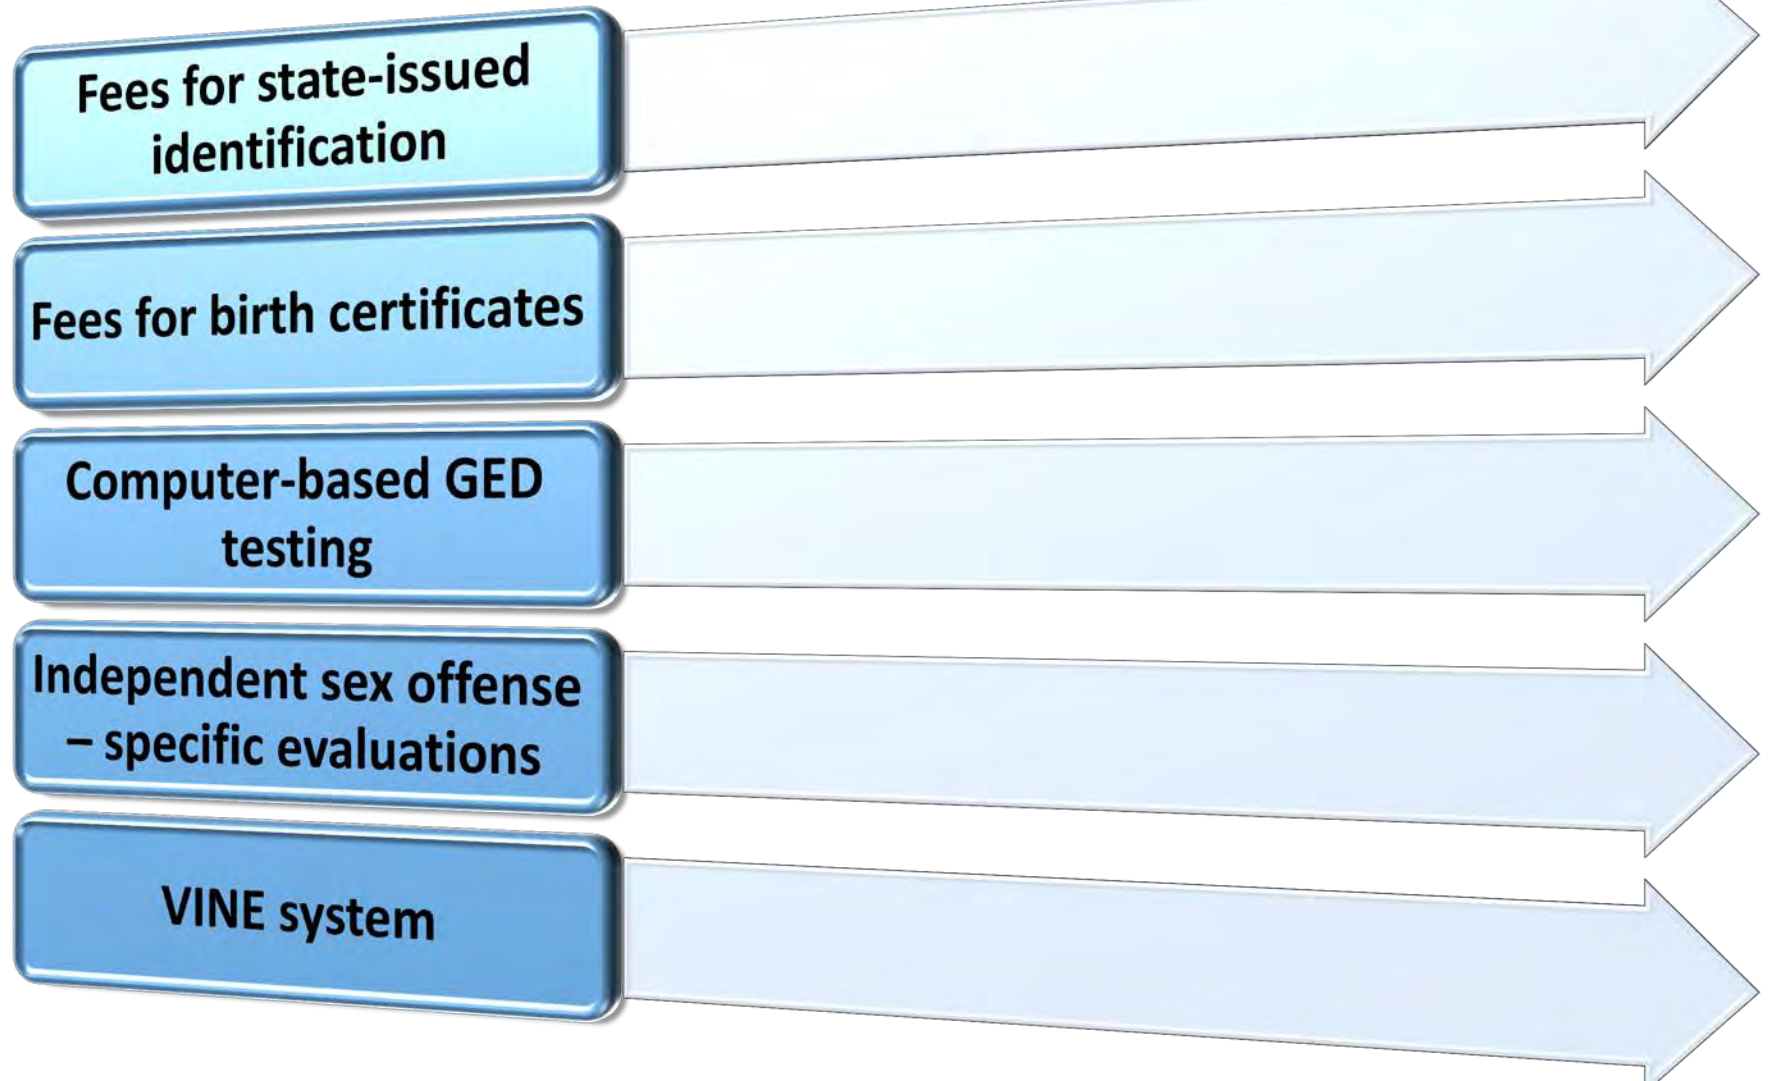 Fees for state-issued
identification
Fees for birth certificates
Computer-based GED
testing
Independent sex offense
– specific evaluations
VINE system